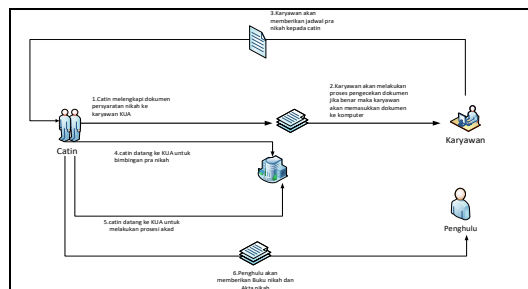 3.Karyawan akan
memberikan jadwal pra
nikah kepada catin
1.Catin melengkapi dokumen
persyaratan nikah ke
karyawan KUA
2.Karyawan akan melakukan
proses pengecekan dokumen
jika benar maka karyawan
akan memasukkan dokumen
ke komputer
Catin
Karyawan
4.catin datang ke KUA untuk
bimbingan pra nikah
5.catin datang ke KUA untuk
melakukan prosesi akad
Penghulu
6.Penghulu akan
memberikan Buku nikah dan
Akta nikah